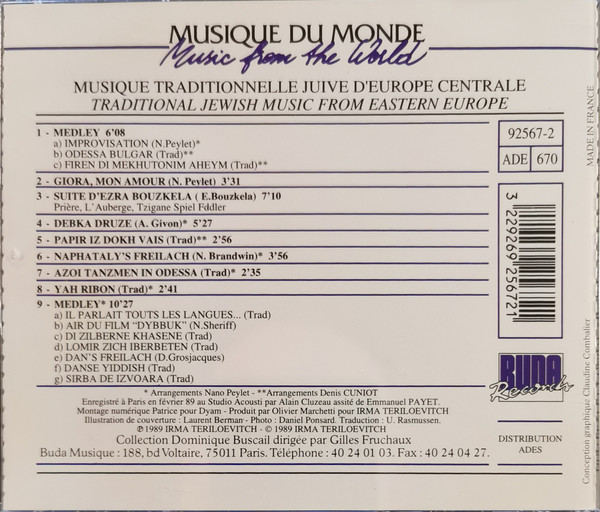 MUSIQUE DU MONDE
Music from the World
MUSIQUE TRADITIONNELLE JUIVE D'EUROPE CENTRALE
TRADITIONAL JEWISH MUSIC FROM EASTERN EUROPE
1 - MEDLEY 6'08
a) IMPROVISATION (N.Peylet)*
b) ODESSA BULGAR (Trad)**
c) FIREN DI MEKHUTONIM AHEYM (Trad)**
2 - GIORA, MON AMOUR (N. Peylet) 3'31
3 - SUITE D'EZRA BOUZKELA ( E.Bouzkela) 7'10
Prière, L'Auberge, Tzigane Spiel Fddler
4 - DEBKA DRUZE (A. Givon)* 5'27
5 - PAPIR IZ DOKH VAIS (Trad)** 2'56
6 - NAPHATALY'S FREILACH (N. Brandwin)* 3'56
7 - AZOI TANZMEN IN ODESSA (Trad)* 2'35
8 - YAH RIBON (Trad)* 2'41
9 - MEDLEY* 10'27
a) IL PARLAIT TOUTS LES LANGUES... (Trad)
b) AIR DU FILM "DYBBUK" (N.Sheriff)
c) DI ZILBERNE KHASENE (Trad)
d) LOMIR ZICH IBERBETEN (Trad)
e) DAN'S FREILACH (D.Grosjacques)
f) DANSE YIDDISH (Trad)
g) SIRBA DE IZVOARA (Trad)
* Arrangements Nano Peylet - **Arrangements Denis CUNIOT
Enregistré à Paris en février 89 au Studio Acousti par Alain Cluzeau assité de Emmanuel PAYET.
Montage numérique Patrice pour Dyam - Produit par Olivier Marchetti pour IRMA TERILOEVITCH
Illustration de couverture : Laurent Berman - Photo : Daniel Ponsard. Traduction : U. Rasmussen.
℗ 1989 IRMA TERILOEVITCH - © 1989 IRMA TERILOEVITCH
Collection Dominique Buscail dirigée par Gilles Fruchaux
Buda Musique : 188, bd Voltaire, 75011 Paris. Téléphone : 40 24 01 03. Fax : 40 24 04 27.
92567-2
ADE 670
3 229269 256721
BUDA
Records
DISTRIBUTION
ADES
MADE IN FRANCE
Conception graphique Claudine Combalier